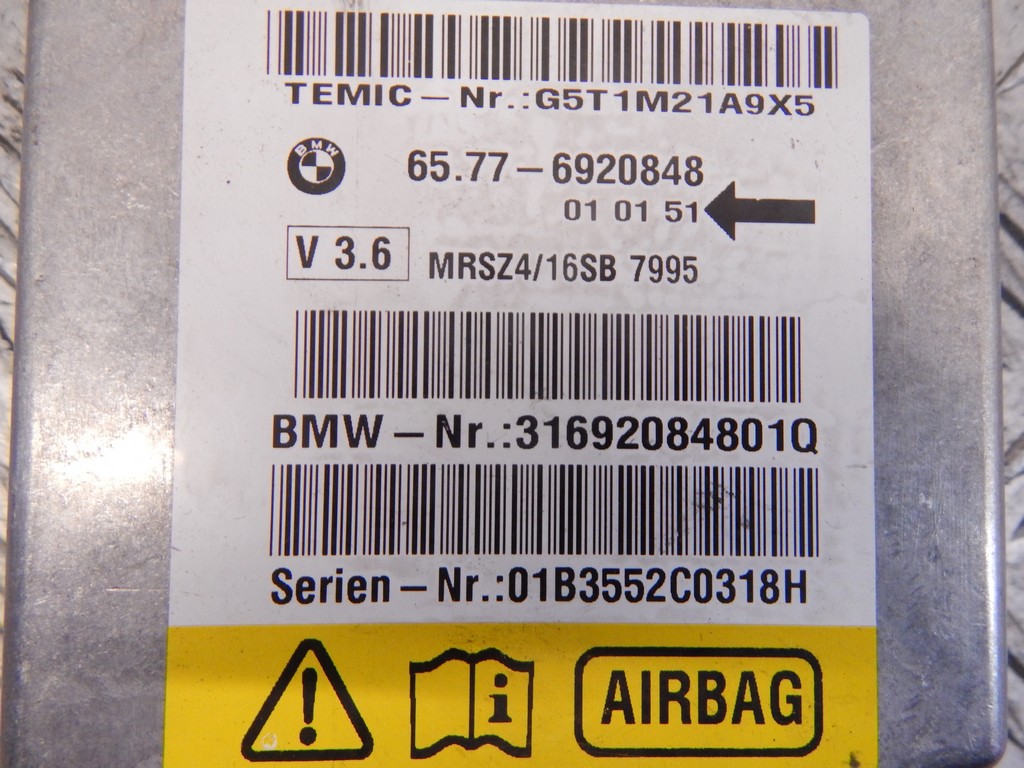 TEMIC – Nr.:G5T1M21A9X5
BMW
65.77 – 6920848
01 01 51
V 3.6
MRSZ4/16SB 7995
BMW – Nr.:31692084801Q
Serien – Nr.:01B3552C0318H
! i AIRBAG